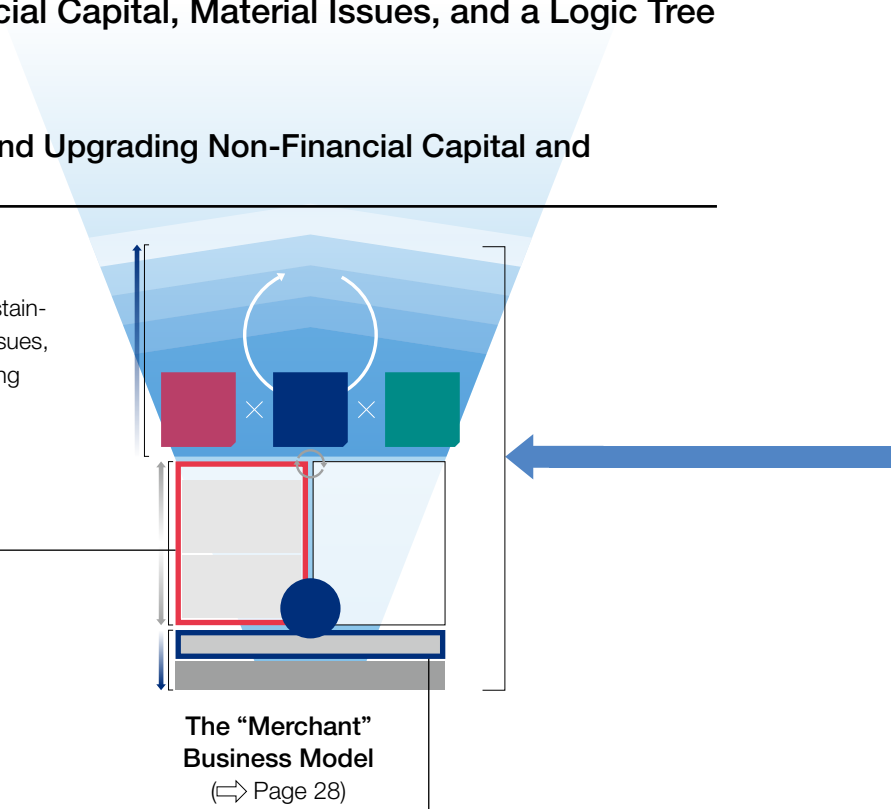 cial Capital, Material Issues, and a Logic Tree
nd Upgrading Non-Financial Capital and
stain-
sues,
ng
The “Merchant”
Business Model
(⇨ Page 28)